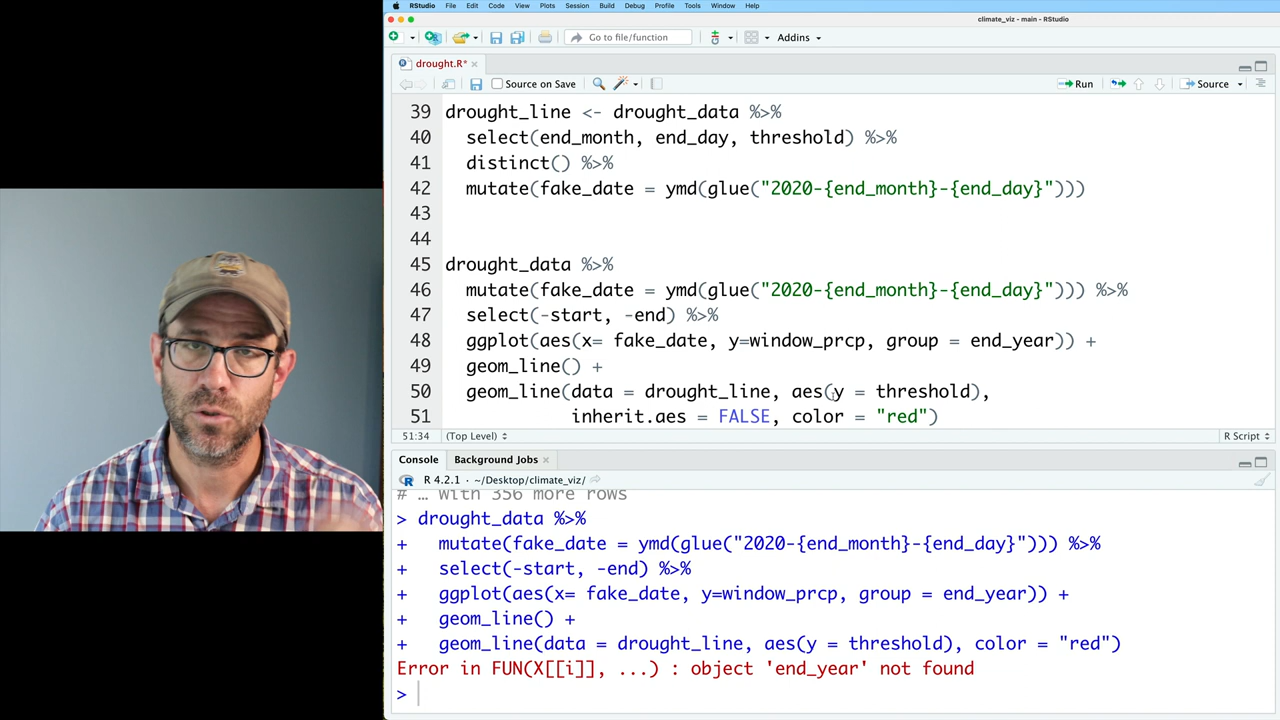 RStudio File Edit Code View Plots Session Build Debug Profile Tools Window Help
climate_viz - main - RStudio
Go to file/function Addins
drought.R*
Source on Save Run Source
39 drought_line <- drought_data %>%
40 select(end_month, end_day, threshold) %>%
41 distinct() %>%
42 mutate(fake_date = ymd(glue("2020-{end_month}-{end_day}")))
43
44
45 drought_data %>%
46 mutate(fake_date = ymd(glue("2020-{end_month}-{end_day}"))) %>%
47 select(-start, -end) %>%
48 ggplot(aes(x= fake_date, y=window_prcp, group = end_year)) +
49 geom_line() +
50 geom_line(data = drought_line, aes(y = threshold),
51 inherit.aes = FALSE, color = "red")
51:34 (Top Level) R Script
Console Background Jobs
R 4.2.1 · ~/Desktop/climate_viz/
# … with 356 more rows
> drought_data %>%
+ mutate(fake_date = ymd(glue("2020-{end_month}-{end_day}"))) %>%
+ select(-start, -end) %>%
+ ggplot(aes(x= fake_date, y=window_prcp, group = end_year)) +
+ geom_line() +
+ geom_line(data = drought_line, aes(y = threshold), color = "red")
Error in FUN(X[[i]], ...) : object 'end_year' not found
>